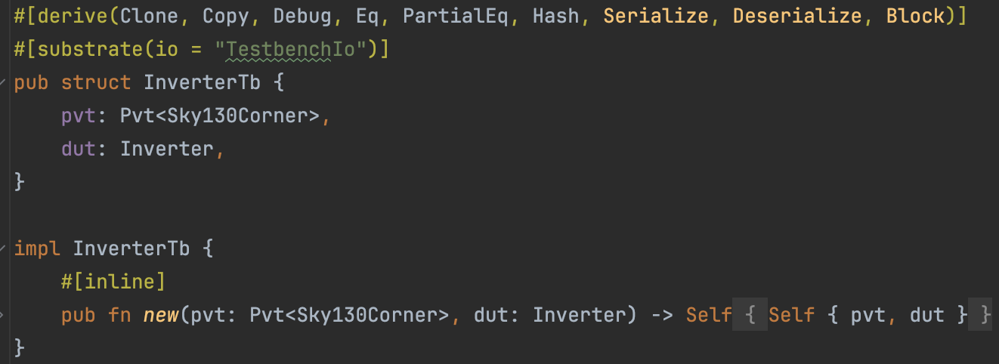 #[derive(Clone, Copy, Debug, Eq, PartialEq, Hash, Serialize, Deserialize, Block)]
#[substrate(io = "TestbenchIo")]
pub struct InverterTb {
    pvt: Pvt<Sky130Corner>,
    dut: Inverter,
}
impl InverterTb {
    #[inline]
    pub fn new(pvt: Pvt<Sky130Corner>, dut: Inverter) -> Self { Self { pvt, dut } }
}